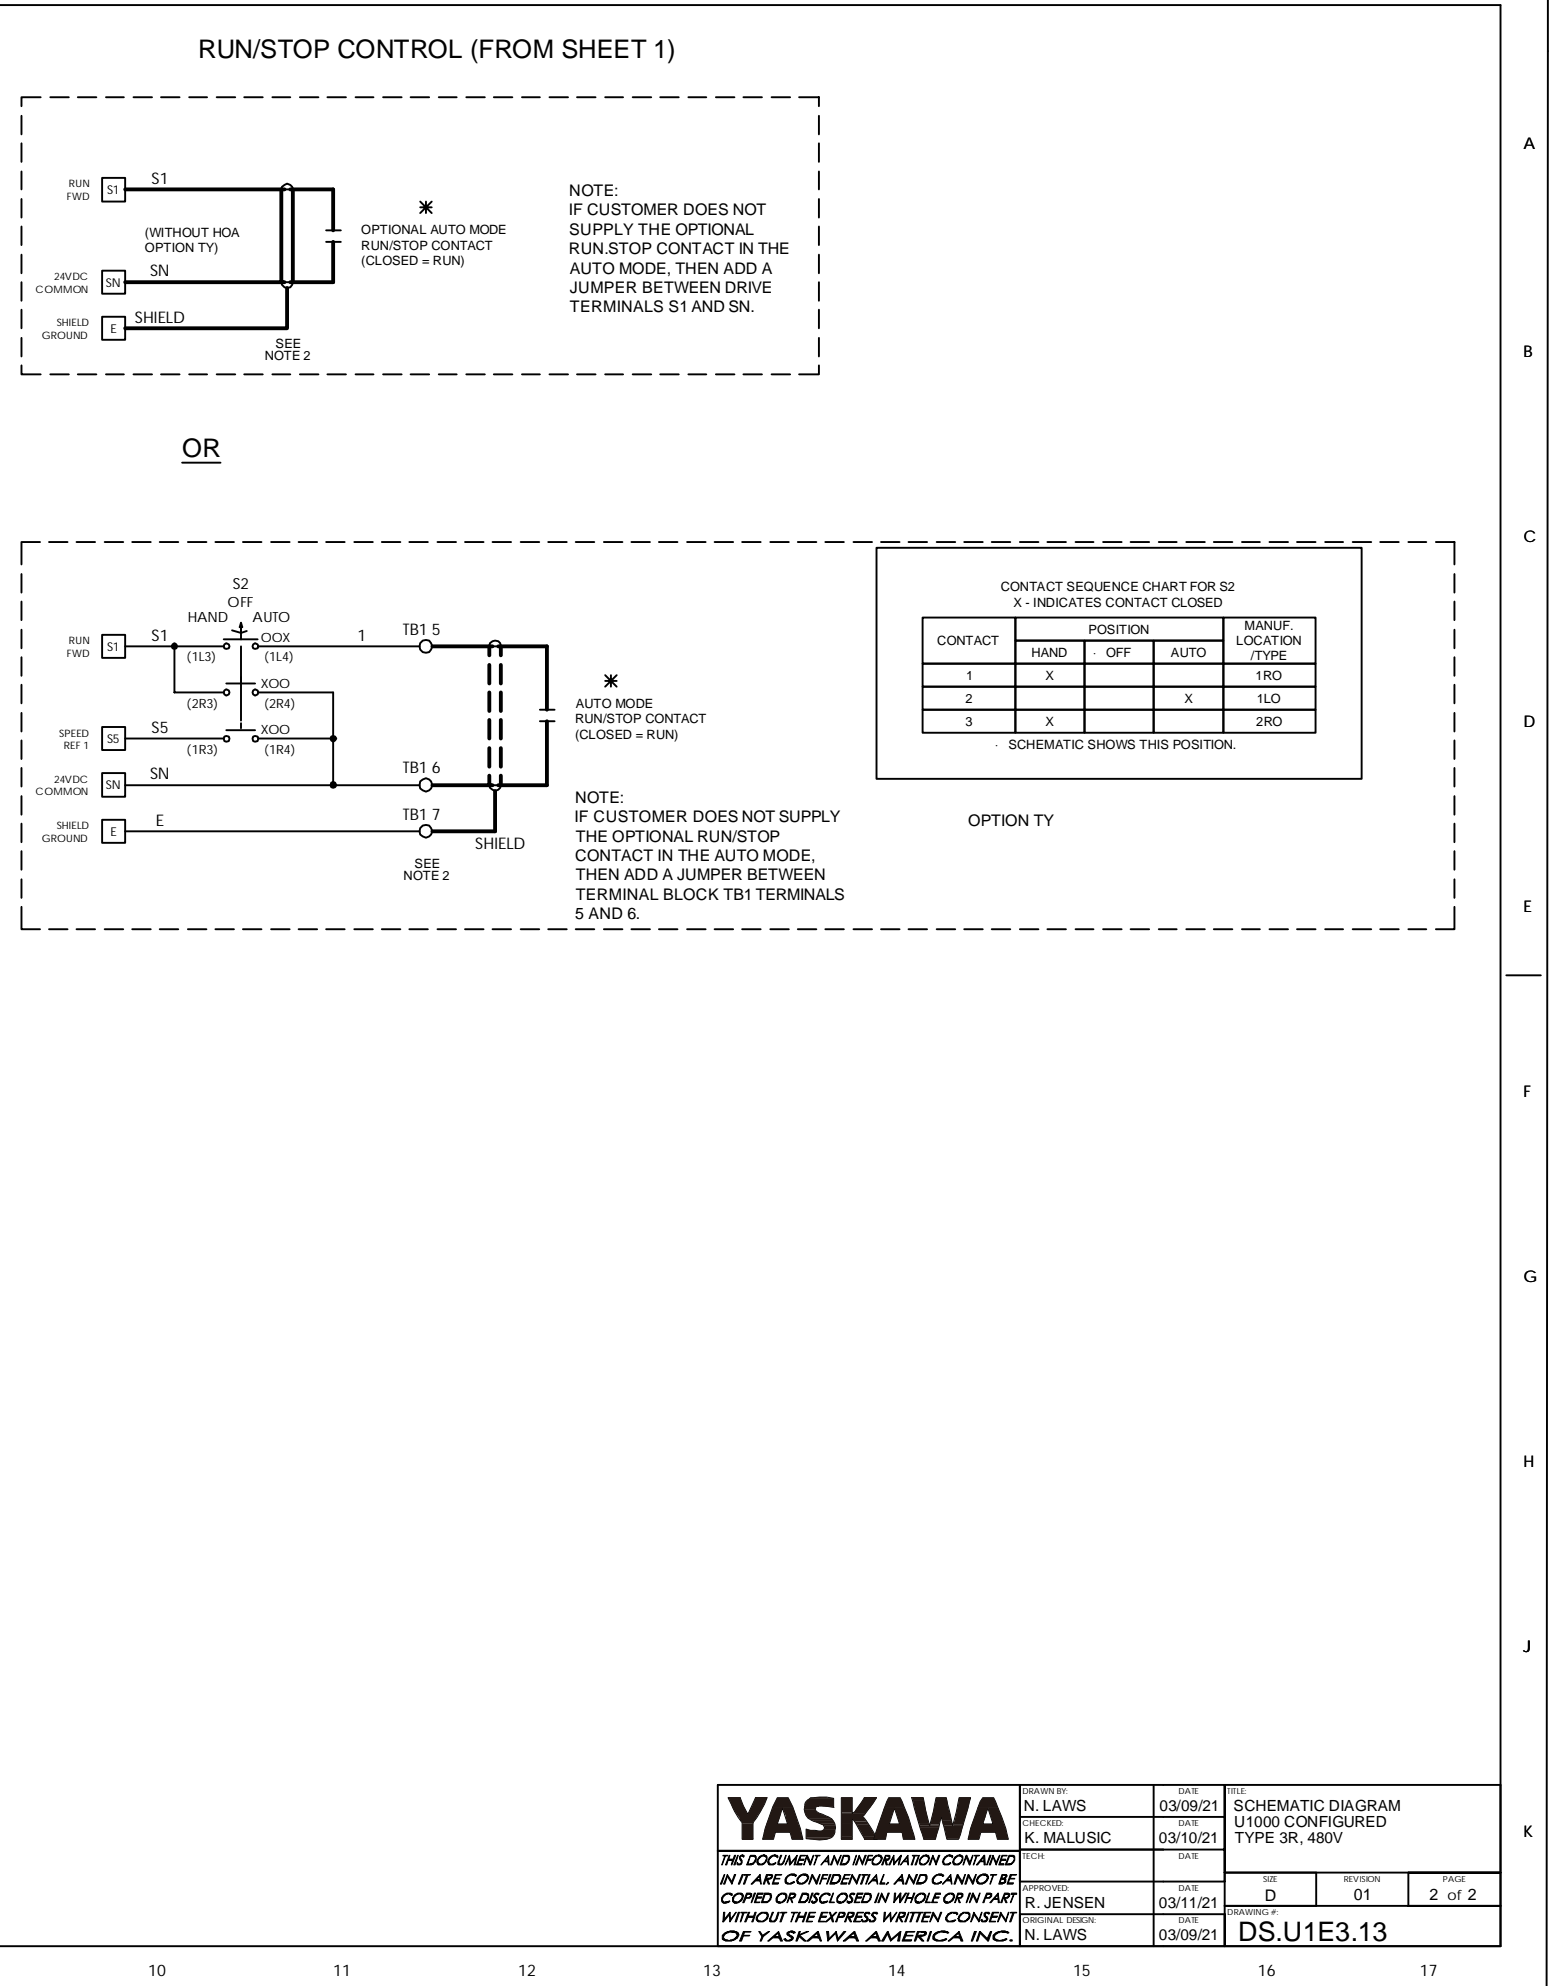 RUN/STOP CONTROL (FROM SHEET 1)
RUN
FWD
S1
S1
(WITHOUT HOA
OPTION TY)
24VDC
COMMON
SN
SN
SHIELD
GROUND
E
SHIELD
SEE
NOTE 2
OPTIONAL AUTO MODE
RUN/STOP CONTACT
(CLOSED = RUN)
NOTE:
IF CUSTOMER DOES NOT
SUPPLY THE OPTIONAL
RUN.STOP CONTACT IN THE
AUTO MODE, THEN ADD A
JUMPER BETWEEN DRIVE
TERMINALS S1 AND SN.
OR
S2
OFF
HAND AUTO
RUN
FWD
S1
S1
OOX
(1L3) (1L4)
1
TB1 5
XOO
(2R3) (2R4)
SPEED
REF 1
S5
S5
XOO
(1R3) (1R4)
24VDC
COMMON
SN
SN
TB1 6
SHIELD
GROUND
E
E
TB1 7
SHIELD
SEE
NOTE 2
AUTO MODE
RUN/STOP CONTACT
(CLOSED = RUN)
NOTE:
IF CUSTOMER DOES NOT SUPPLY
THE OPTIONAL RUN/STOP
CONTACT IN THE AUTO MODE,
THEN ADD A JUMPER BETWEEN
TERMINAL BLOCK TB1 TERMINALS
5 AND 6.
CONTACT SEQUENCE CHART FOR S2
X - INDICATES CONTACT CLOSED
CONTACT POSITION MANUF. LOCATION /TYPE
HAND · OFF AUTO
1 X 1RO
2 X 1LO
3 X 2RO
· SCHEMATIC SHOWS THIS POSITION.
OPTION TY
A
B
C
D
E
F
G
H
J
K
YASKAWA
THIS DOCUMENT AND INFORMATION CONTAINED
IN IT ARE CONFIDENTIAL. AND CANNOT BE
COPIED OR DISCLOSED IN WHOLE OR IN PART
WITHOUT THE EXPRESS WRITTEN CONSENT
OF YASKAWA AMERICA INC.
DRAWN BY: DATE
N. LAWS 03/09/21
CHECKED: DATE
K. MALUSIC 03/10/21
TECH: DATE
APPROVED: DATE
R. JENSEN 03/11/21
ORIGINAL DESIGN: DATE
N. LAWS 03/09/21
TITLE:
SCHEMATIC DIAGRAM
U1000 CONFIGURED
TYPE 3R, 480V
SIZE REVISION PAGE
D 01 2 of 2
DRAWING #:
DS.U1E3.13
10 11 12 13 14 15 16 17